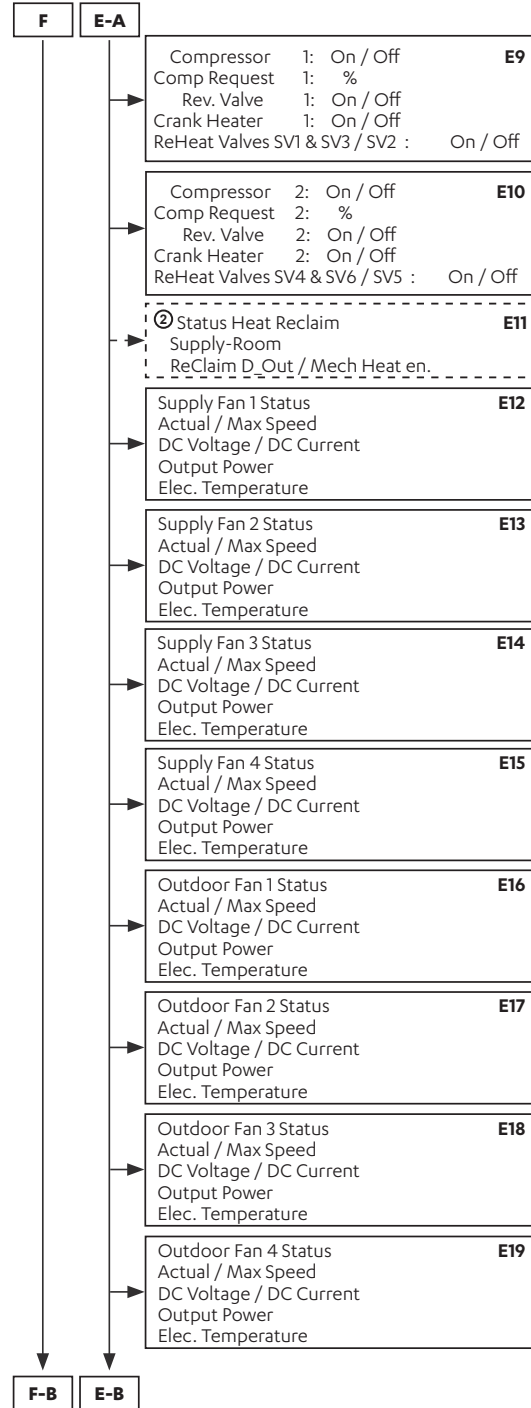 F E-A
Compressor 1: On / Off E9
Comp Request 1: %
Rev. Valve 1: On / Off
Crank Heater 1: On / Off
ReHeat Valves SV1 & SV3 / SV2 : On / Off
Compressor 2: On / Off E10
Comp Request 2: %
Rev. Valve 2: On / Off
Crank Heater 2: On / Off
ReHeat Valves SV4 & SV6 / SV5 : On / Off
② Status Heat Reclaim E11
Supply-Room
ReClaim D_Out / Mech Heat en.
Supply Fan 1 Status E12
Actual / Max Speed
DC Voltage / DC Current
Output Power
Elec. Temperature
Supply Fan 2 Status E13
Actual / Max Speed
DC Voltage / DC Current
Output Power
Elec. Temperature
Supply Fan 3 Status E14
Actual / Max Speed
DC Voltage / DC Current
Output Power
Elec. Temperature
Supply Fan 4 Status E15
Actual / Max Speed
DC Voltage / DC Current
Output Power
Elec. Temperature
Outdoor Fan 1 Status E16
Actual / Max Speed
DC Voltage / DC Current
Output Power
Elec. Temperature
Outdoor Fan 2 Status E17
Actual / Max Speed
DC Voltage / DC Current
Output Power
Elec. Temperature
Outdoor Fan 3 Status E18
Actual / Max Speed
DC Voltage / DC Current
Output Power
Elec. Temperature
Outdoor Fan 4 Status E19
Actual / Max Speed
DC Voltage / DC Current
Output Power
Elec. Temperature
F-B E-B